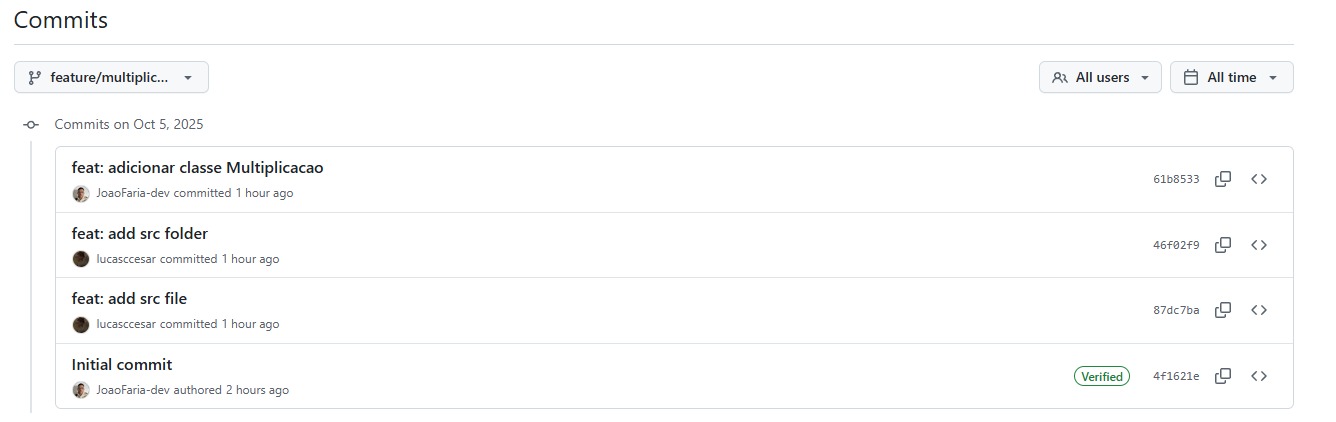 Commits
feature/multiplic...
All users
All time
Commits on Oct 5, 2025
feat: adicionar classe Multiplicacao
JoaoFaria-dev committed 1 hour ago
61b8533
feat: add src folder
lucasccesar committed 1 hour ago
46f02f9
feat: add src file
lucasccesar committed 1 hour ago
87dc7ba
Initial commit
JoaoFaria-dev authored 2 hours ago
Verified
4f1621e